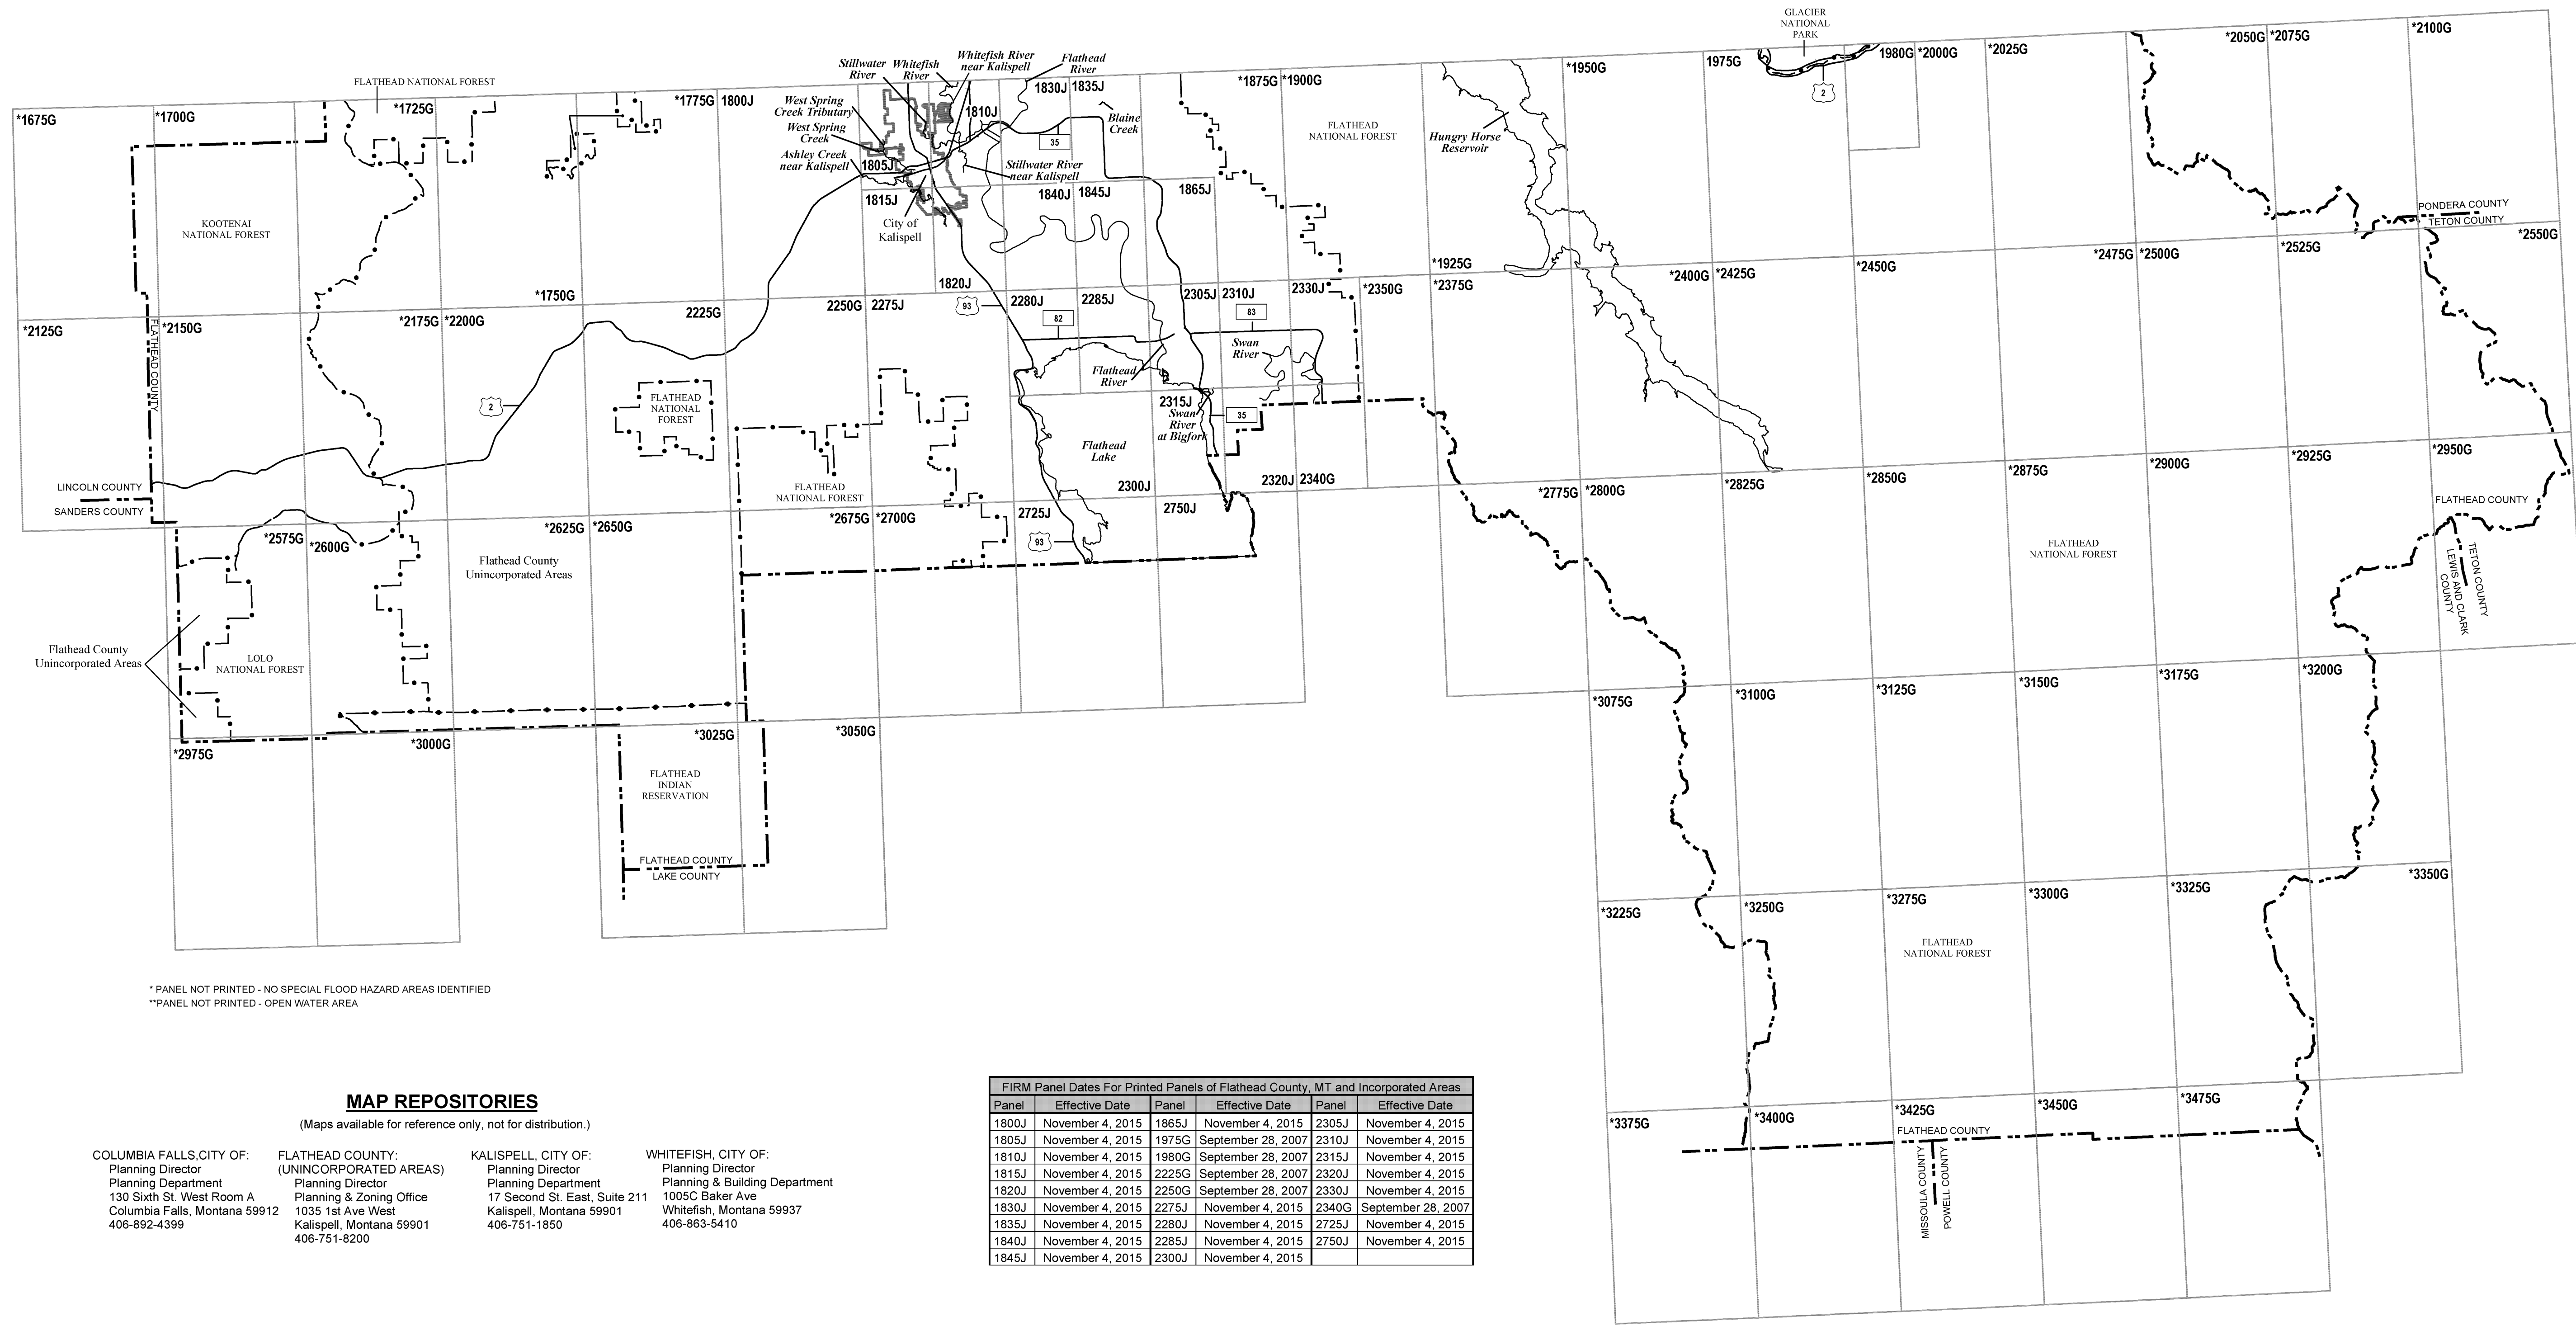 GLACIER
NATIONAL
PARK
*2100G
*2050G
*2075G
*2025G
1980G
*2000G
1975G
2
*1950G
*1875G
*1900G
FLATHEAD
NATIONAL FOREST
Hungry Horse
Reservoir
FLATHEAD NATIONAL FOREST
Stillwater
River
Whitefish
River
Whitefish River
near Kalispell
Flathead
River
*1675G
*1700G
*1725G
*1775G
1800J
West Spring
Creek Tributary
West Spring
Creek
Ashley Creek
near Kalispell
1805J
1810J
1830J
1835J
35
Blaine
Creek
Stillwater River
near Kalispell
1815J
City of
Kalispell
1840J
1845J
1865J
KOOTENAI
NATIONAL FOREST
PONDERA COUNTY
TETON COUNTY
*1750G
1820J
*1925G
*2400G
*2425G
*2450G
*2475G
*2500G
*2525G
*2550G
*2125G
*2150G
FLATHEAD COUNTY
*2175G
*2200G
2225G
2250G
2275J
93
2280J
2285J
2305J
2310J
2330J
*2350G
*2375G
82
83
Swan
River
Flathead
River
2
FLATHEAD
NATIONAL
FOREST
2315J
Swan
River
at Bigfork
35
Flathead
Lake
FLATHEAD
NATIONAL FOREST
2300J
2320J
2340G
*2775G
*2800G
*2825G
*2850G
*2875G
*2900G
*2925G
*2950G
LINCOLN COUNTY
SANDERS COUNTY
*2575G
*2600G
*2625G
*2650G
*2675G
*2700G
2725J
2750J
93
Flathead County
Unincorporated Areas
FLATHEAD
NATIONAL FOREST
FLATHEAD COUNTY
TETON COUNTY
LEWIS AND CLARK
COUNTY
Flathead County
Unincorporated Areas
LOLO
NATIONAL FOREST
*3075G
*3100G
*3125G
*3150G
*3175G
*3200G
*2975G
*3000G
*3025G
*3050G
FLATHEAD
INDIAN
RESERVATION
FLATHEAD COUNTY
LAKE COUNTY
*3225G
*3250G
*3275G
*3300G
*3325G
*3350G
FLATHEAD
NATIONAL FOREST
* PANEL NOT PRINTED - NO SPECIAL FLOOD HAZARD AREAS IDENTIFIED
**PANEL NOT PRINTED - OPEN WATER AREA
*3375G
*3400G
*3425G
*3450G
*3475G
FLATHEAD COUNTY
MISSOULA COUNTY
POWELL COUNTY
MAP REPOSITORIES
(Maps available for reference only, not for distribution.)
COLUMBIA FALLS,CITY OF:
Planning Director
Planning Department
130 Sixth St. West Room A
Columbia Falls, Montana 59912
406-892-4399
FLATHEAD COUNTY:
(UNINCORPORATED AREAS)
Planning Director
Planning & Zoning Office
1035 1st Ave West
Kalispell, Montana 59901
406-751-8200
KALISPELL, CITY OF:
Planning Director
Planning Department
17 Second St. East, Suite 211
Kalispell, Montana 59901
406-751-1850
WHITEFISH, CITY OF:
Planning Director
Planning & Building Department
1005C Baker Ave
Whitefish, Montana 59937
406-863-5410
FIRM Panel Dates For Printed Panels of Flathead County, MT and Incorporated Areas
Panel Effective Date Panel Effective Date Panel Effective Date
1800J November 4, 2015 1865J November 4, 2015 2305J November 4, 2015
1805J November 4, 2015 1975G September 28, 2007 2310J November 4, 2015
1810J November 4, 2015 1980G September 28, 2007 2315J November 4, 2015
1815J November 4, 2015 2225G September 28, 2007 2320J November 4, 2015
1820J November 4, 2015 2250G September 28, 2007 2330J November 4, 2015
1830J November 4, 2015 2275J November 4, 2015 2340G September 28, 2007
1835J November 4, 2015 2280J November 4, 2015 2725J November 4, 2015
1840J November 4, 2015 2285J November 4, 2015 2750J November 4, 2015
1845J November 4, 2015 2300J November 4, 2015